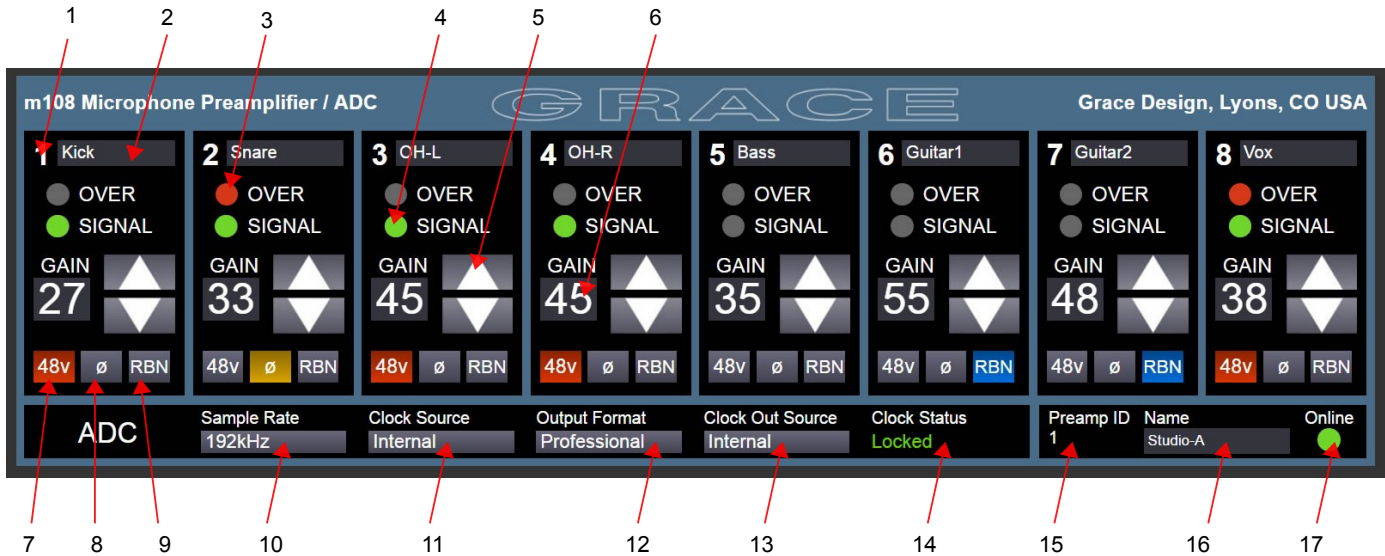 1 2 3 4 5 6
m108 Microphone Preamplifier / ADC GRACE Grace Design, Lyons, CO USA
1 Kick 2 Snare 3 OH-L 4 OH-R 5 Bass 6 Guitar1 7 Guitar2 8 Vox
OVER OVER OVER OVER OVER OVER OVER OVER
SIGNAL SIGNAL SIGNAL SIGNAL SIGNAL SIGNAL SIGNAL SIGNAL
GAIN GAIN GAIN GAIN GAIN GAIN GAIN GAIN
27 33 45 45 35 55 48 38
48v ø RBN 48v ø RBN 48v ø RBN 48v ø RBN 48v ø RBN 48v ø RBN 48v ø RBN 48v ø RBN
ADC Sample Rate Clock Source Output Format Clock Out Source Clock Status Preamp ID Name Online
192kHz Internal Professional Internal Locked 1 Studio-A
7 8 9 10 11 12 13 14 15 16 17